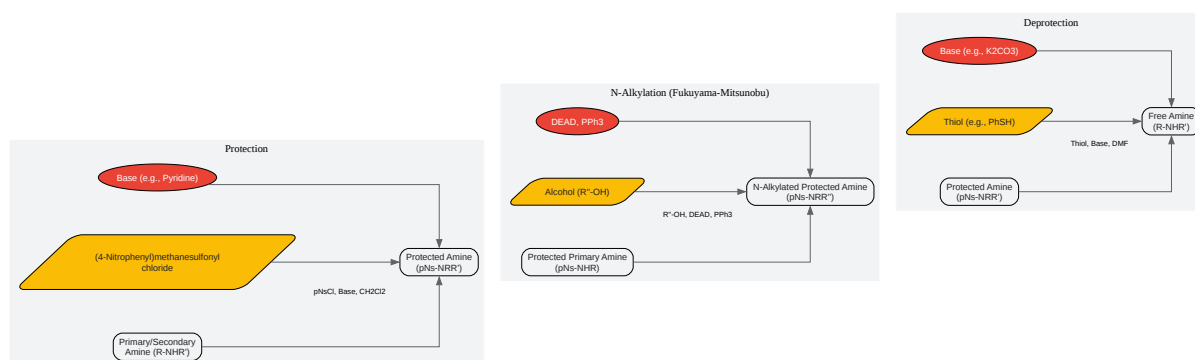 Protection
Base (e.g., Pyridine)
(4-Nitrophenyl)methanesulfonyl
chloride
Protected Amine
(pNs-NRR')
pNsCl, Base, CH2Cl2
Primary/Secondary
Amine (R-NHR')
N-Alkylation (Fukuyama-Mitsunobu)
DEAD, PPh3
Alcohol (R''-OH)
N-Alkylated Protected Amine
(pNs-NRR'')
R''-OH, DEAD, PPh3
Protected Primary Amine
(pNs-NHR)
Deprotection
Base (e.g., K2CO3)
Thiol (e.g., PhSH)
Free Amine
(R-NHR')
Thiol, Base, DMF
Protected Amine
(pNs-NRR')